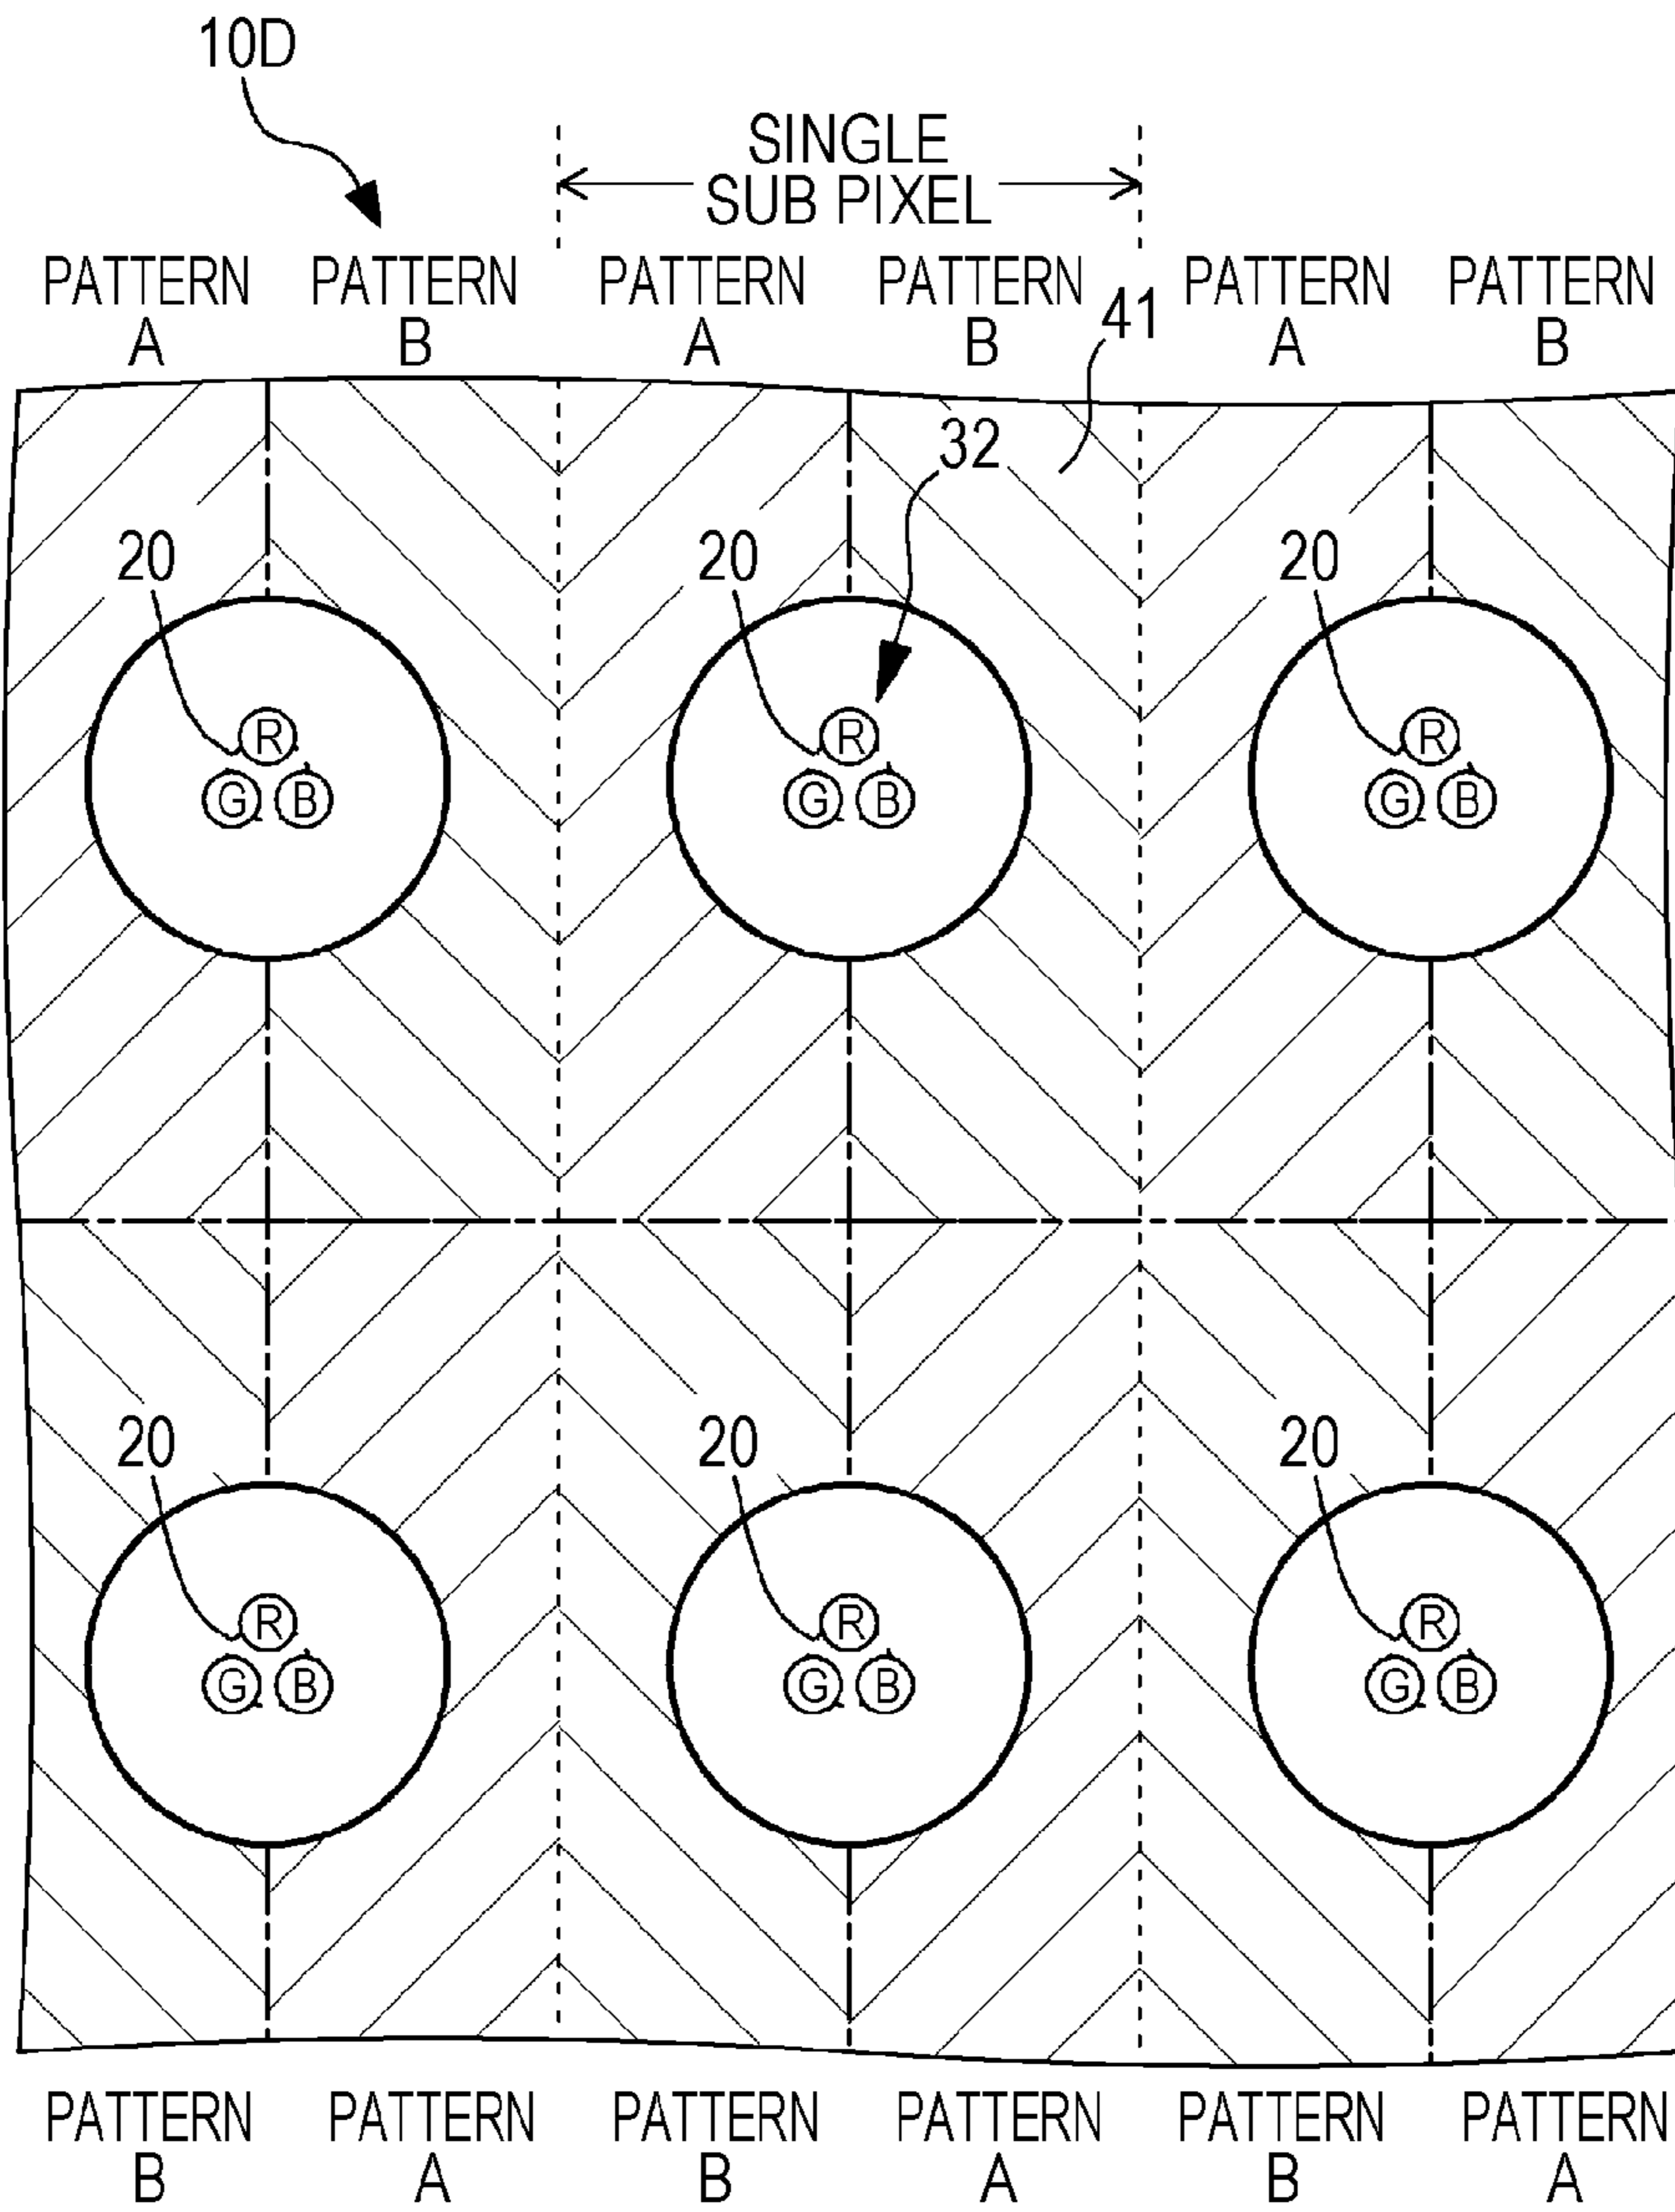 10D
SINGLE
SUB PIXEL
PATTERN PATTERN PATTERN PATTERN PATTERN PATTERN
A B A B A B
41
32
20 20 20
R R R
G B G B G B
20 20 20
R R R
G B G B G B
PATTERN PATTERN PATTERN PATTERN PATTERN PATTERN
B A B A B A